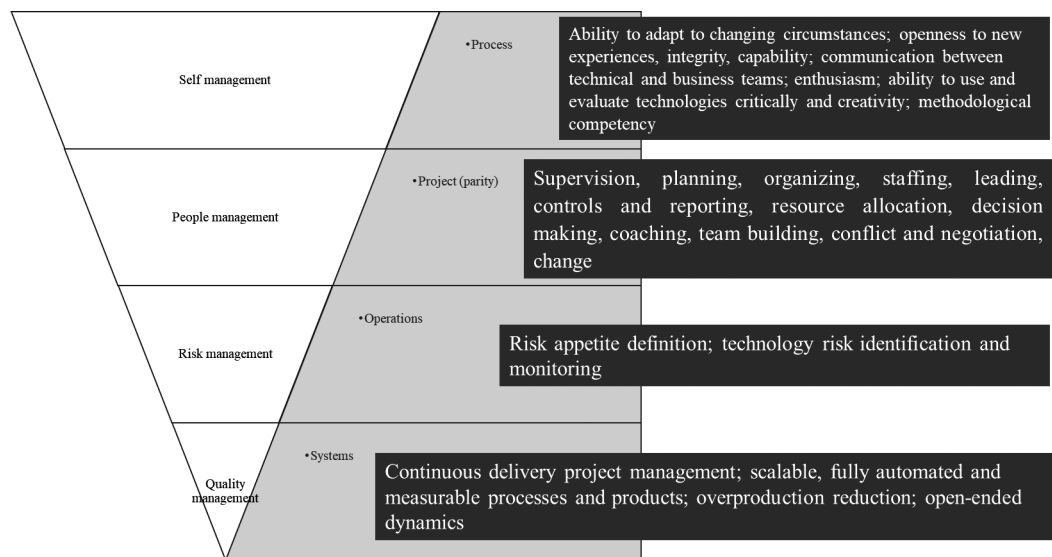 Self management
•Process
Ability to adapt to changing circumstances; openness to new
experiences, integrity, capability; communication between
technical and business teams; enthusiasm; ability to use and
evaluate technologies critically and creativity; methodological
competency
People management
•Project (parity)
Supervision, planning, organizing, staffing, leading,
controls and reporting, resource allocation, decision
making, coaching, team building, conflict and negotiation,
change
Risk management
•Operations
Risk appetite definition; technology risk identification and
monitoring
Quality
management
•Systems
Continuous delivery project management; scalable, fully automated and
measurable processes and products; overproduction reduction; open-ended
dynamics